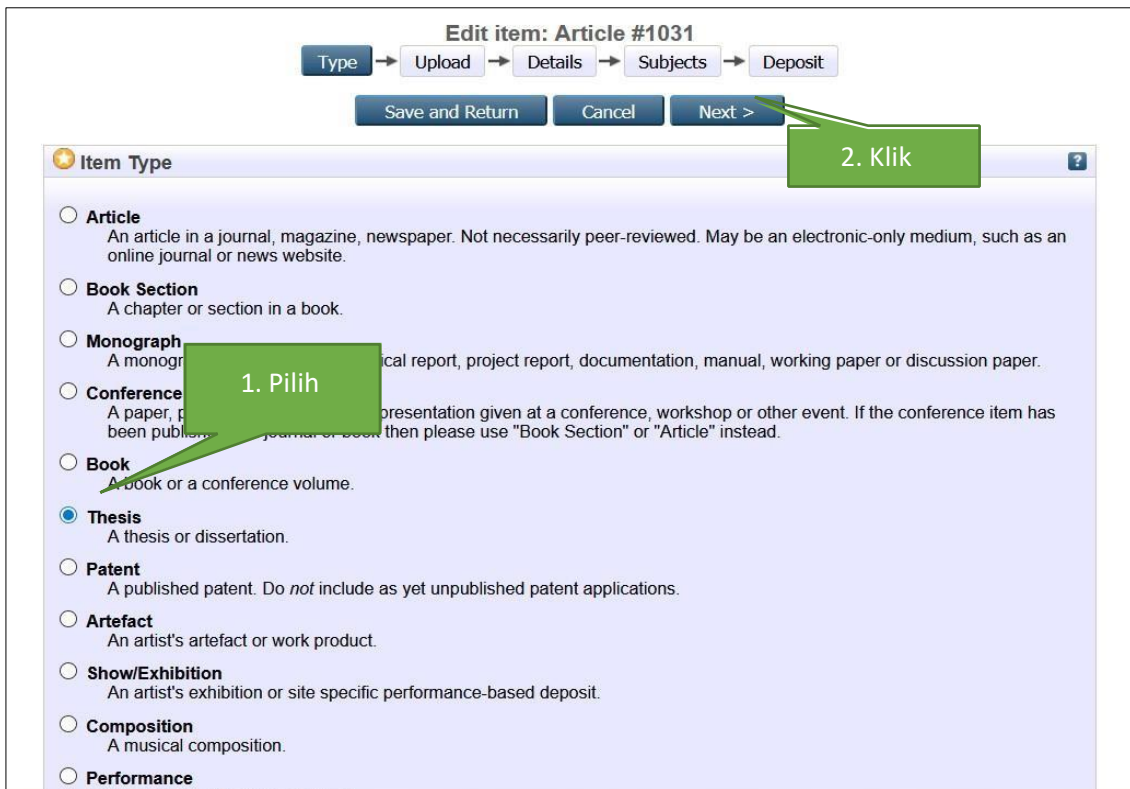 Edit item: Article #1031
Type → Upload → Details → Subjects → Deposit
Save and Return Cancel Next >
2. Klik
Item Type ?
Article
An article in a journal, magazine, newspaper. Not necessarily peer-reviewed. May be an electronic-only medium, such as an
online journal or news website.
Book Section
A chapter or section in a book.
Monograph
A monogr ical report, project report, documentation, manual, working paper or discussion paper.
1. Pilih
Conference
A paper, p resentation given at a conference, workshop or other event. If the conference item has
been publis then please use "Book Section" or "Article" instead.
Book
A book or a conference volume.
Thesis
A thesis or dissertation.
Patent
A published patent. Do not include as yet unpublished patent applications.
Artefact
An artist's artefact or work product.
Show/Exhibition
An artist's exhibition or site specific performance-based deposit.
Composition
A musical composition.
Performance